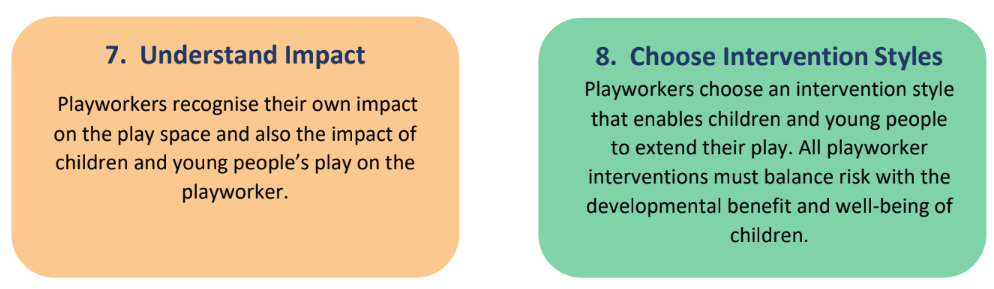 7. Understand Impact
Playworkers recognise their own impact
on the play space and also the impact of
children and young people’s play on the
playworker.
8. Choose Intervention Styles
Playworkers choose an intervention style
that enables children and young people
to extend their play. All playworker
interventions must balance risk with the
developmental benefit and well-being of
children.